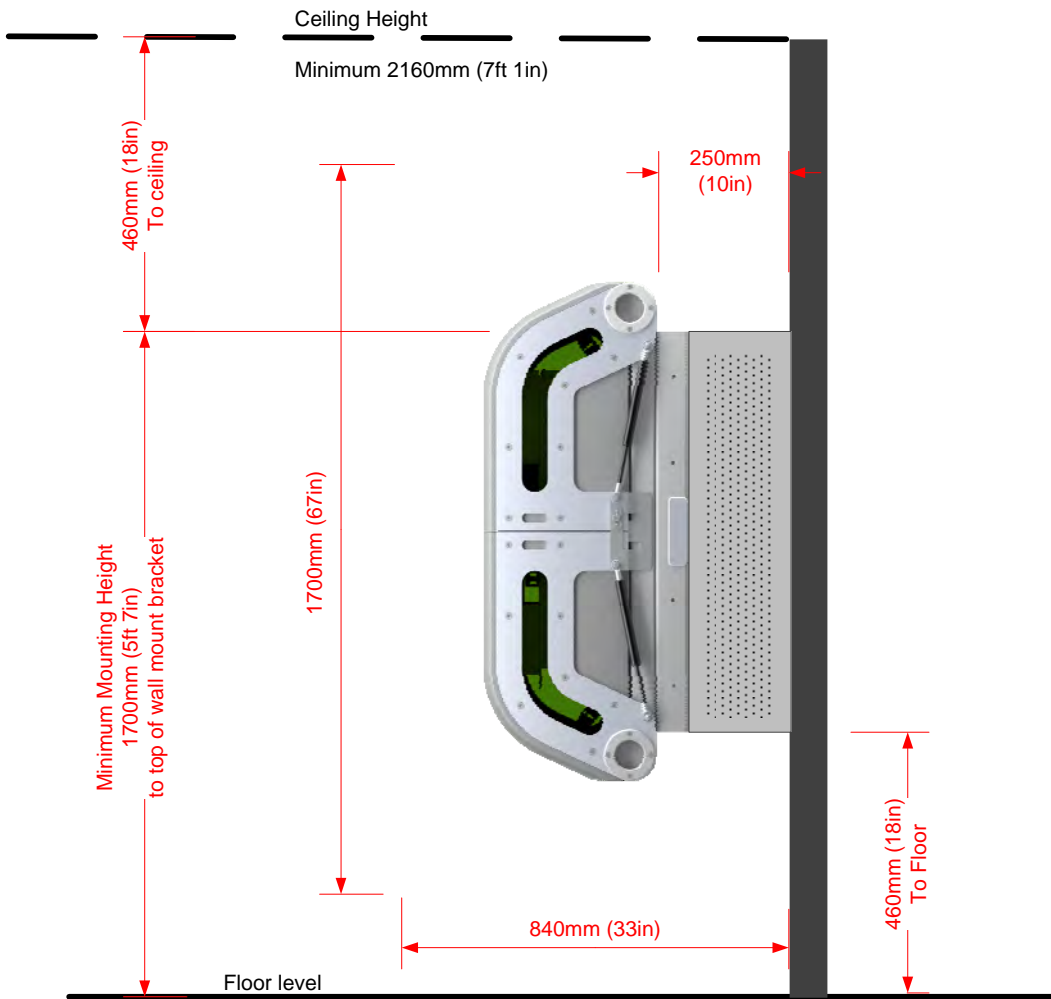 Ceiling Height
Minimum 2160mm (7ft 1in)
460mm (18in)
To ceiling
250mm
(10in)
1700mm (67in)
Minimum Mounting Height
1700mm (5ft 7in)
to top of wall mount bracket
460mm (18in)
To Floor
840mm (33in)
Floor level